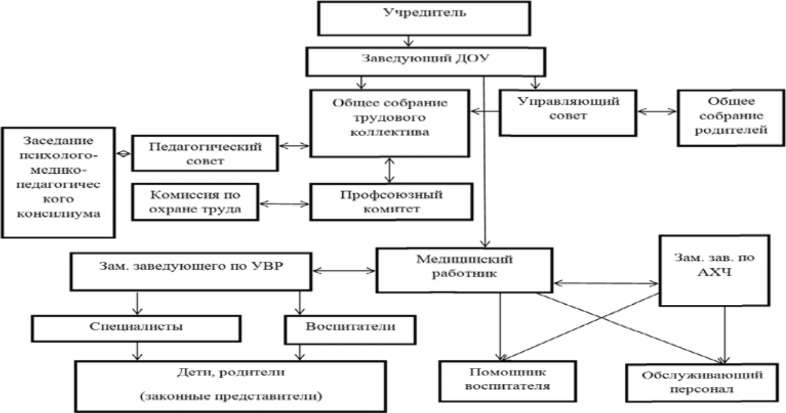 Учредитель
Заведующий ДОУ
Общее собрание
трудового
коллектива
Управляющий
совет
Общее
собрание
родителей
Заседание
психолого-
медико-
педагогичес
кого
консилиума
Педагогический
совет
Комиссия по
охране труда
Профсоюзный
комитет
Зам. заведующего по УВР
Медицинский
работник
Зам. зав. по
АХЧ
Специалисты
Воспитатели
Дети, родители
(законные представители)
Помощник
воспитателя
Обслуживающий
персонал